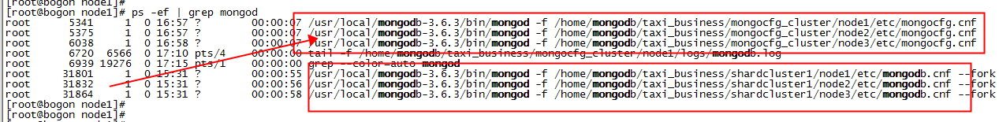 [root@bogon node1]#
[root@bogon node1]# ps -ef | grep mongod
root 5341 1 0 16:57 ? 00:00:07 /usr/local/mongodb-3.6.3/bin/mongod -f /home/mongodb/taxi_business/mongocfg_cluster/node1/etc/mongocfg.cnf
root 5375 1 0 16:57 ? 00:00:07 /usr/local/mongodb-3.6.3/bin/mongod -f /home/mongodb/taxi_business/mongocfg_cluster/node2/etc/mongocfg.cnf
root 6038 1 0 16:58 ? 00:00:07 /usr/local/mongodb-3.6.3/bin/mongod -f /home/mongodb/taxi_business/mongocfg_cluster/node3/etc/mongocfg.cnf
root 6720 6566 0 17:10 pts/4 00:00:00 tail -f /home/mongodb/taxi_business/mongocfg_cluster/node1/logs/mongodb.log
root 6939 19276 0 17:15 pts/1 00:00:00 grep --color=auto mongod
root 31801 1 0 15:31 ? 00:00:55 /usr/local/mongodb-3.6.3/bin/mongod -f /home/mongodb/taxi_business/shardcluster1/node1/etc/mongodb.cnf --fork
root 31832 1 0 15:31 ? 00:00:56 /usr/local/mongodb-3.6.3/bin/mongod -f /home/mongodb/taxi_business/shardcluster1/node2/etc/mongodb.cnf --fork
root 31864 1 0 15:31 ? 00:00:58 /usr/local/mongodb-3.6.3/bin/mongod -f /home/mongodb/taxi_business/shardcluster1/node3/etc/mongodb.cnf --fork
[root@bogon node1]#
[root@bogon node1]#